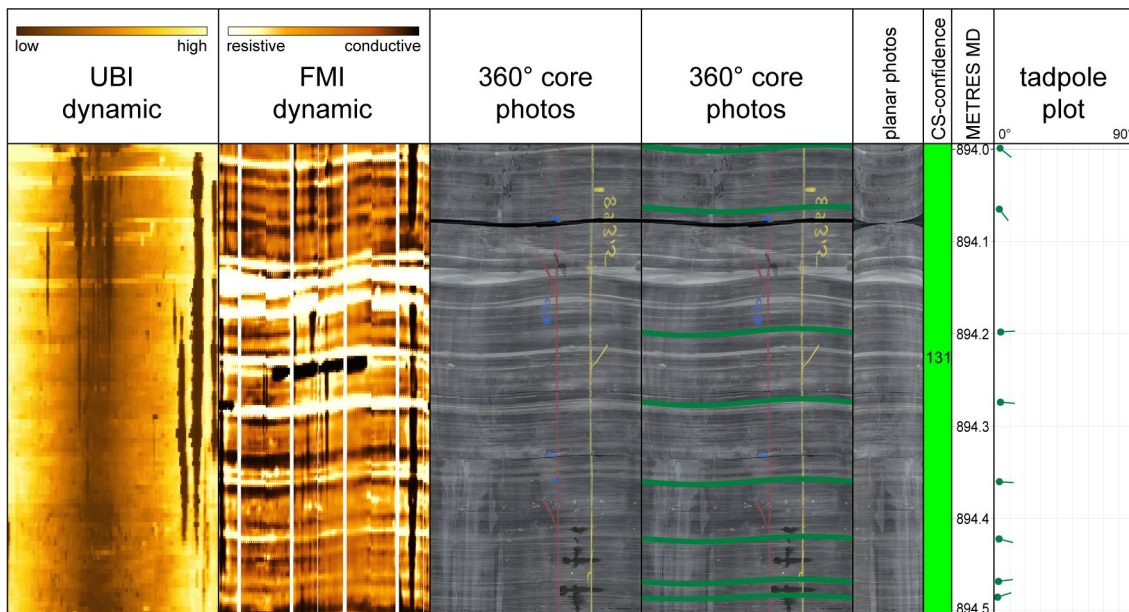 low high
UBI
dynamic
resistive conductive
FMI
dynamic
360° core
photos
360° core
photos
planar photos
CS-confidence
METRES MD
tadpole
plot
0° 90°
131
894.0
894.1
894.2
894.3
894.4
894.5